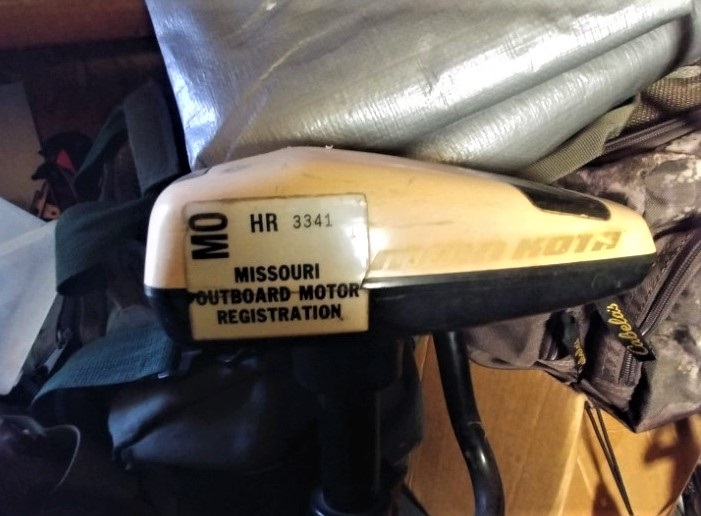 MO
HR 3341
MISSOURI
OUTBOARD MOTOR
REGISTRATION
MINN KOTA
Cabela's